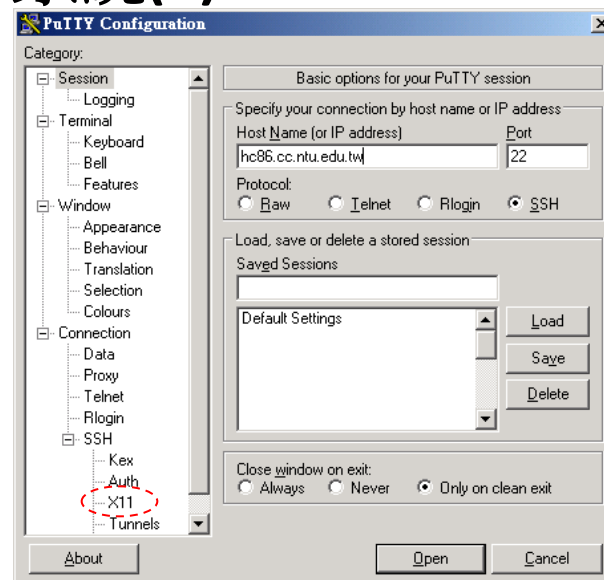 PuTTY Configuration
Category:
Session
Logging
Terminal
Keyboard
Bell
Features
Window
Appearance
Behaviour
Translation
Selection
Colours
Connection
Data
Proxy
Telnet
Rlogin
SSH
Kex
Auth
X11
Tunnels
Basic options for your PuTTY session
Specify your connection by host name or IP address
Host Name (or IP address) Port
hc86.cc.ntu.edu.tw 22
Protocol:
Raw Telnet Rlogin SSH
Load, save or delete a stored session
Saved Sessions
Default Settings
Load
Save
Delete
Close window on exit:
Always Never Only on clean exit
About Open Cancel